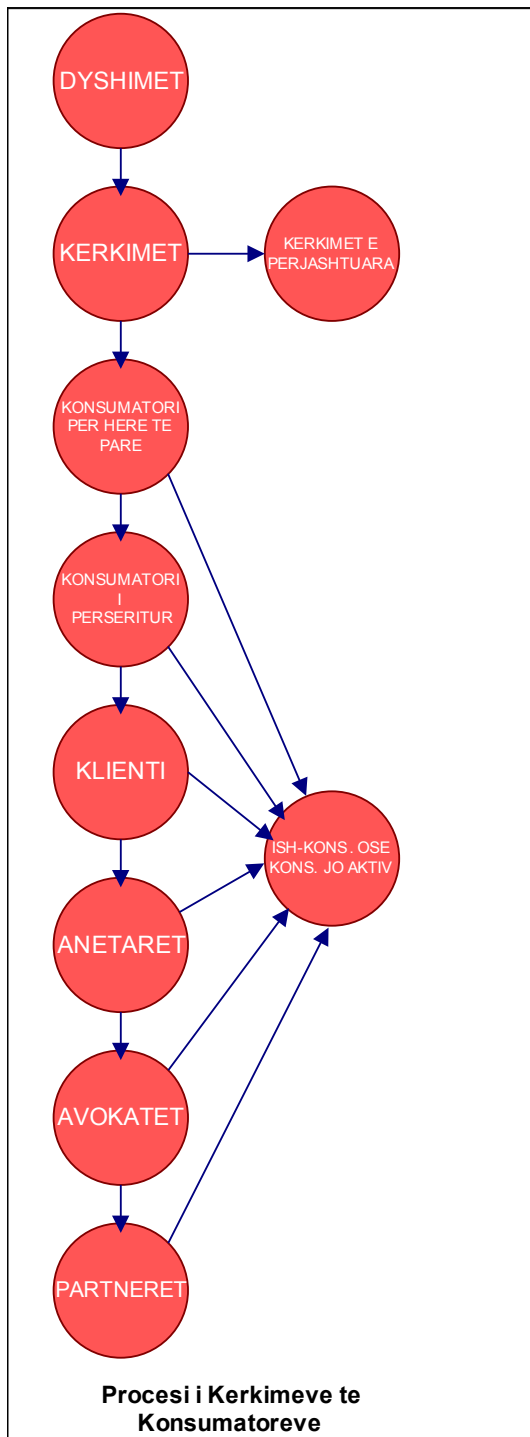 DYSHIMET
KERKIMET
KERKIMET E
PERJASHTUARA
KONSUMATORI
PER HERE TE
PARE
KONSUMATORI
I
PERSERITUR
KLIENTI
ISH-KONS. OSE
KONS. JO AKTIV
ANETARET
AVOKATET
PARTNERET
Procesi i Kerkimeve te
Konsumatoreve